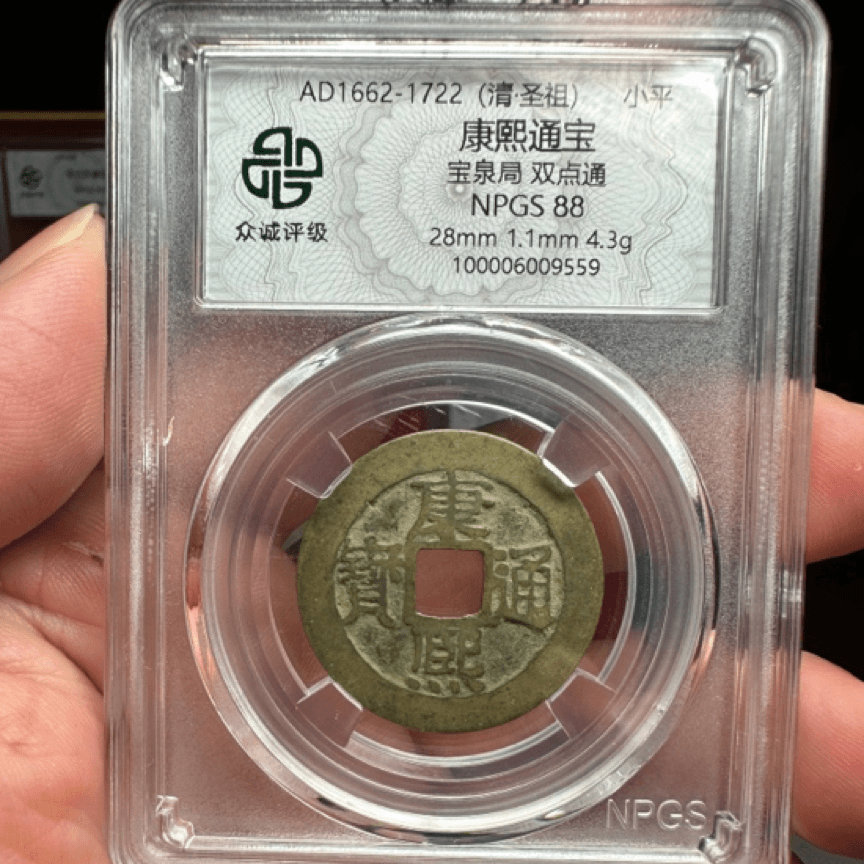 AD1662-1722 (清·圣祖) 小平
康熙通宝
宝泉局 双点通
NPGS 88
28mm 1.1mm 4.3g
100006009559
众诚评级
康熙通寶
NPGS